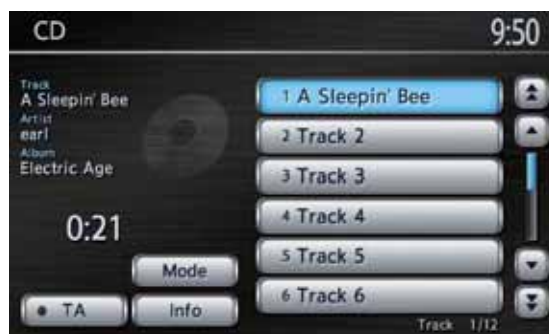 CD
9:50
Track
A Sleepin' Bee
Artist
earl
Album
Electric Age
0:21
Mode
TA
Info
1 A Sleepin' Bee
2 Track 2
3 Track 3
4 Track 4
5 Track 5
6 Track 6
Track 1/12